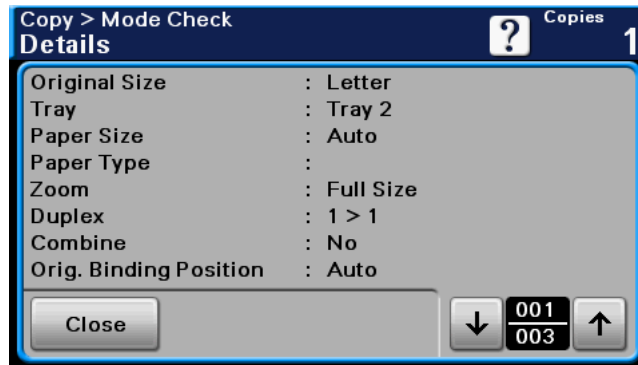 Copy > Mode Check
Details
? Copies 1
Original Size : Letter
Tray : Tray 2
Paper Size : Auto
Paper Type :
Zoom : Full Size
Duplex : 1 > 1
Combine : No
Orig. Binding Position : Auto
Close ↓ 001 ↑
003